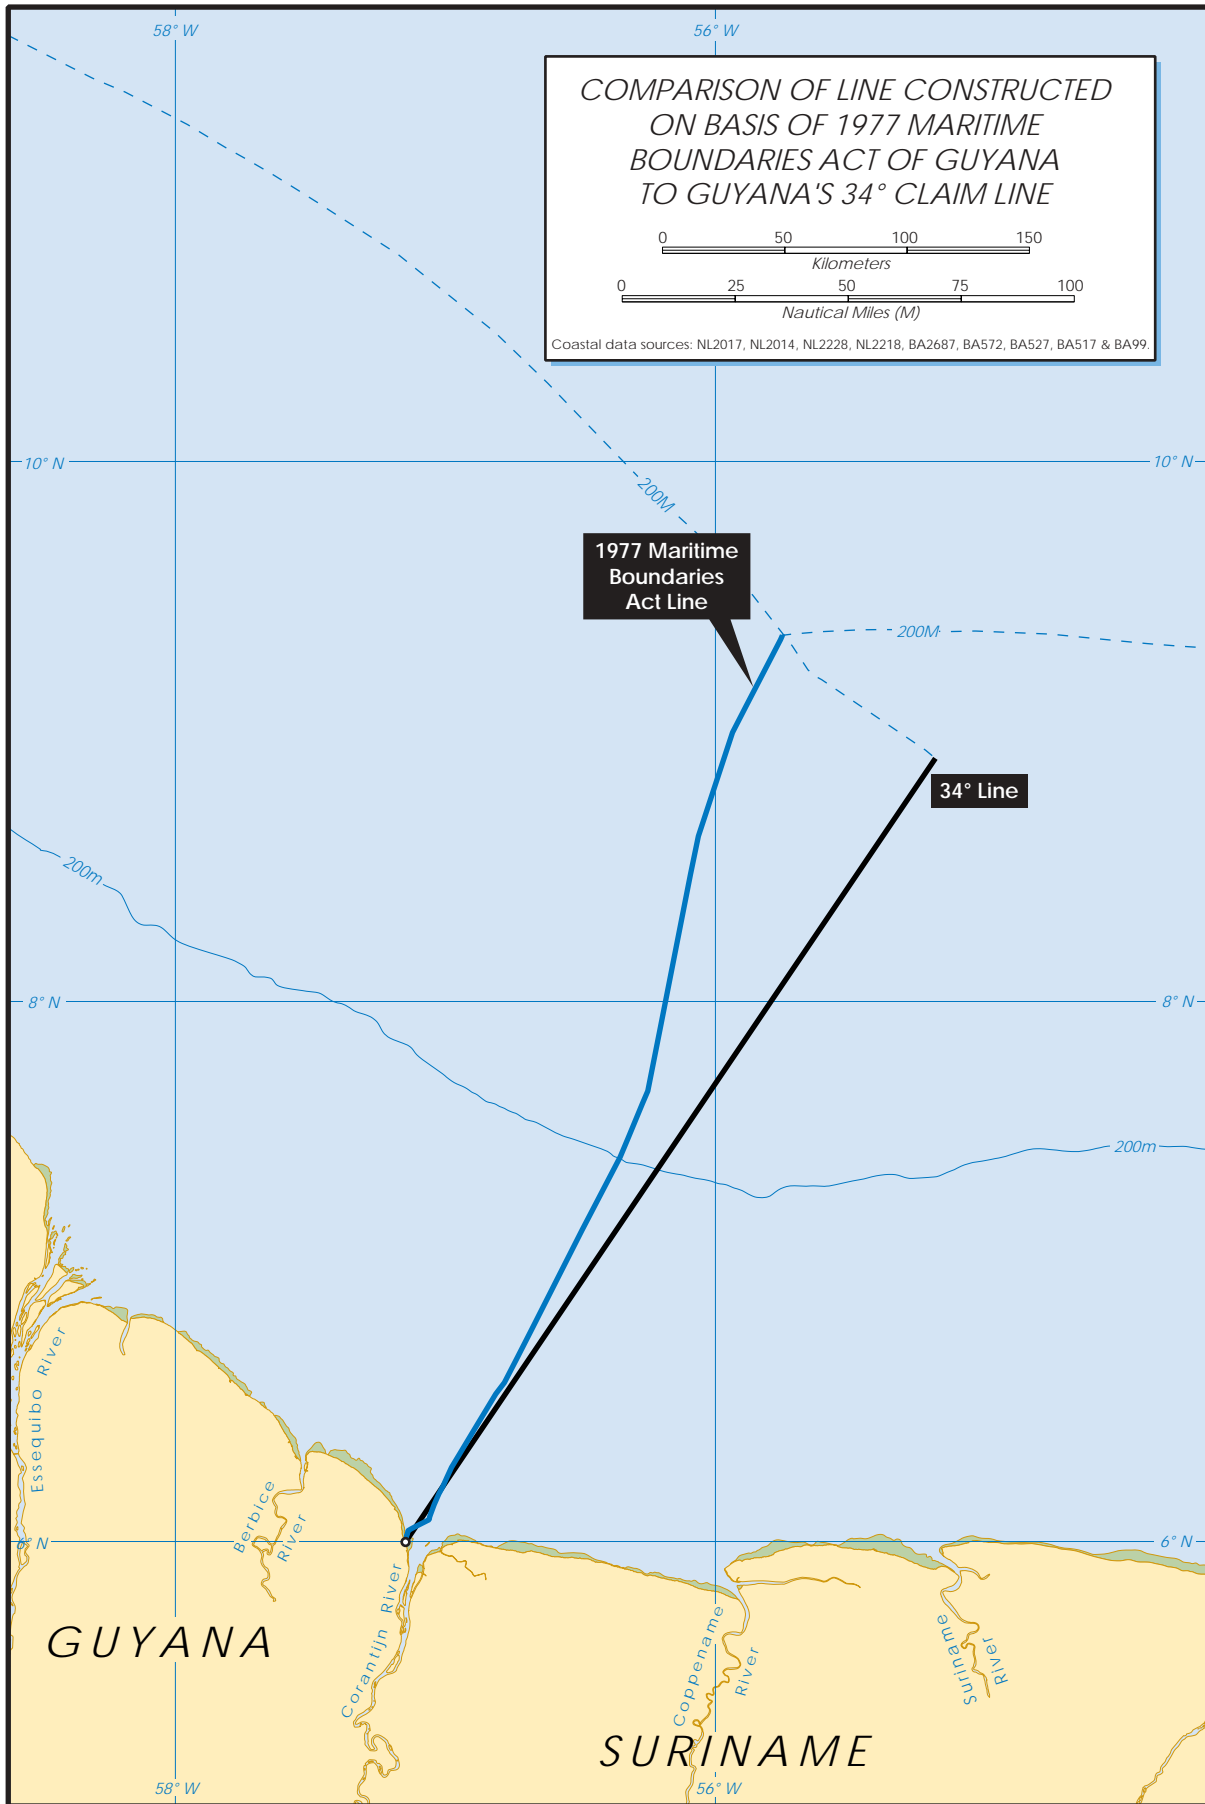 58° W
56° W
COMPARISON OF LINE CONSTRUCTED
ON BASIS OF 1977 MARITIME
BOUNDARIES ACT OF GUYANA
TO GUYANA'S 34° CLAIM LINE
0 50 100 150
Kilometers
0 25 50 75 100
Nautical Miles (M)
Coastal data sources: NL2017, NL2014, NL2228, NL2218, BA2687, BA572, BA527, BA517 & BA99.
10° N
10° N
200M
1977 Maritime
Boundaries
Act Line
200M
34° Line
200m
8° N
8° N
200m
Essequibo River
Berbice
River
6° N
6° N
Corantijn River
Coppename
River
Suriname
River
GUYANA
SURINAME
58° W
56° W